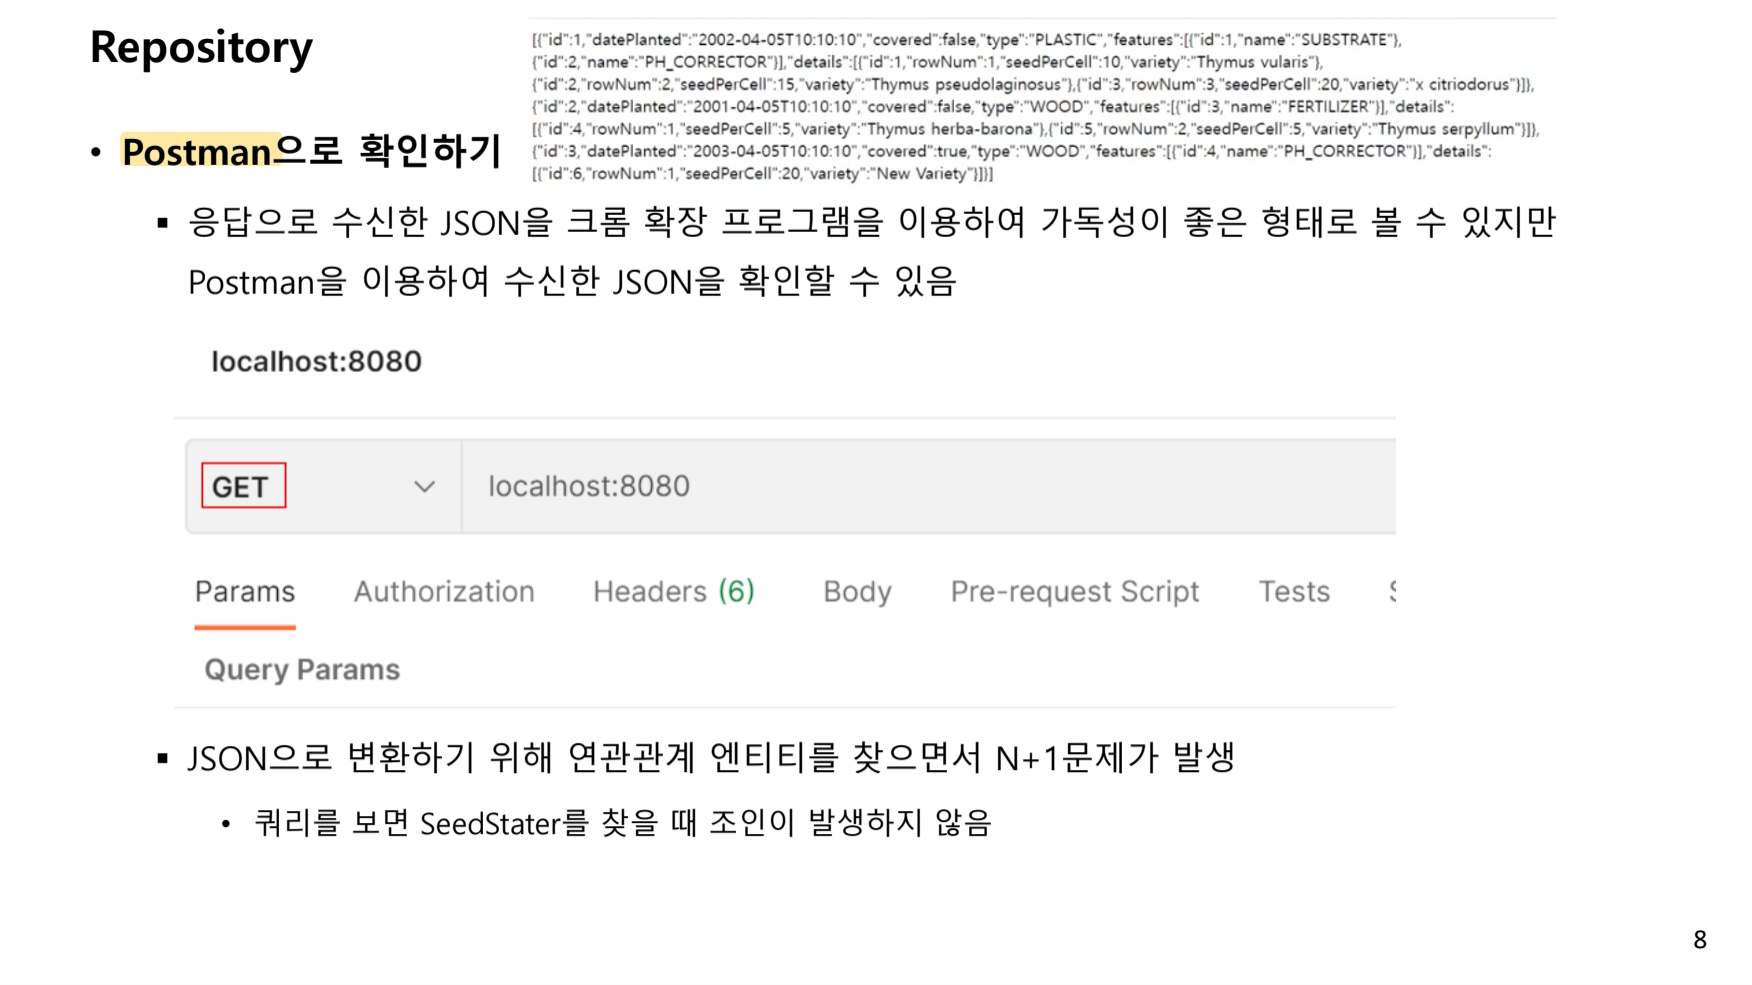 Repository
[{"id":1,"datePlanted":"2002-04-05T10:10:10","covered":false,"type":"PLASTIC","features":[{"id":1,"name":"SUBSTRATE"},
{"id":2,"name":"PH_CORRECTOR"}],"details":[{"id":1,"rowNum":1,"seedPerCell":10,"variety":"Thymus vularis"},
{"id":2,"rowNum":2,"seedPerCell":15,"variety":"Thymus pseudolaginosus"},{"id":3,"rowNum":3,"seedPerCell":20,"variety":"x citriodorus"}]},
{"id":2,"datePlanted":"2001-04-05T10:10:10","covered":false,"type":"WOOD","features":[{"id":3,"name":"FERTILIZER"}],"details":
[{"id":4,"rowNum":1,"seedPerCell":5,"variety":"Thymus herba-barona"},{"id":5,"rowNum":2,"seedPerCell":5,"variety":"Thymus serpyllum"}]},
{"id":3,"datePlanted":"2003-04-05T10:10:10","covered":true,"type":"WOOD","features":[{"id":4,"name":"PH_CORRECTOR"}],"details":
[{"id":6,"rowNum":1,"seedPerCell":20,"variety":"New Variety"}]}]
• Postman으로 확인하기
▪ 응답으로 수신한 JSON을 크롬 확장 프로그램을 이용하여 가독성이 좋은 형태로 볼 수 있지만
Postman을 이용하여 수신한 JSON을 확인할 수 있음
localhost:8080
GET localhost:8080
Params Authorization Headers (6) Body Pre-request Script Tests
Query Params
▪ JSON으로 변환하기 위해 연관관계 엔티티를 찾으면서 N+1문제가 발생
• 쿼리를 보면 SeedStater를 찾을 때 조인이 발생하지 않음
8